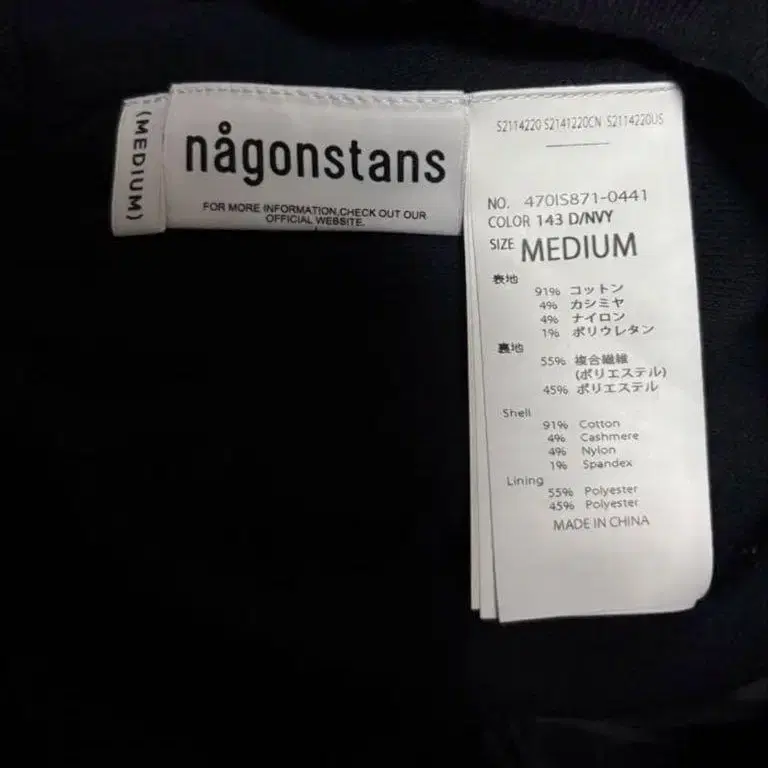 (MEDIUM)
någonstans
FOR MORE INFORMATION,CHECK OUT OUR
OFFICIAL WEBSITE.
S2114220 S2141220CN S2114220US
NO. 470IS871-0441
COLOR 143 D/NVY
SIZE MEDIUM
表地
91% コットン
4% カシミヤ
4% ナイロン
1% ポリウレタン
裏地
55% 複合繊維
(ポリエステル)
45% ポリエステル
Shell
91% Cotton
4% Cashmere
4% Nylon
1% Spandex
Lining
55% Polyester
45% Polyester
MADE IN CHINA